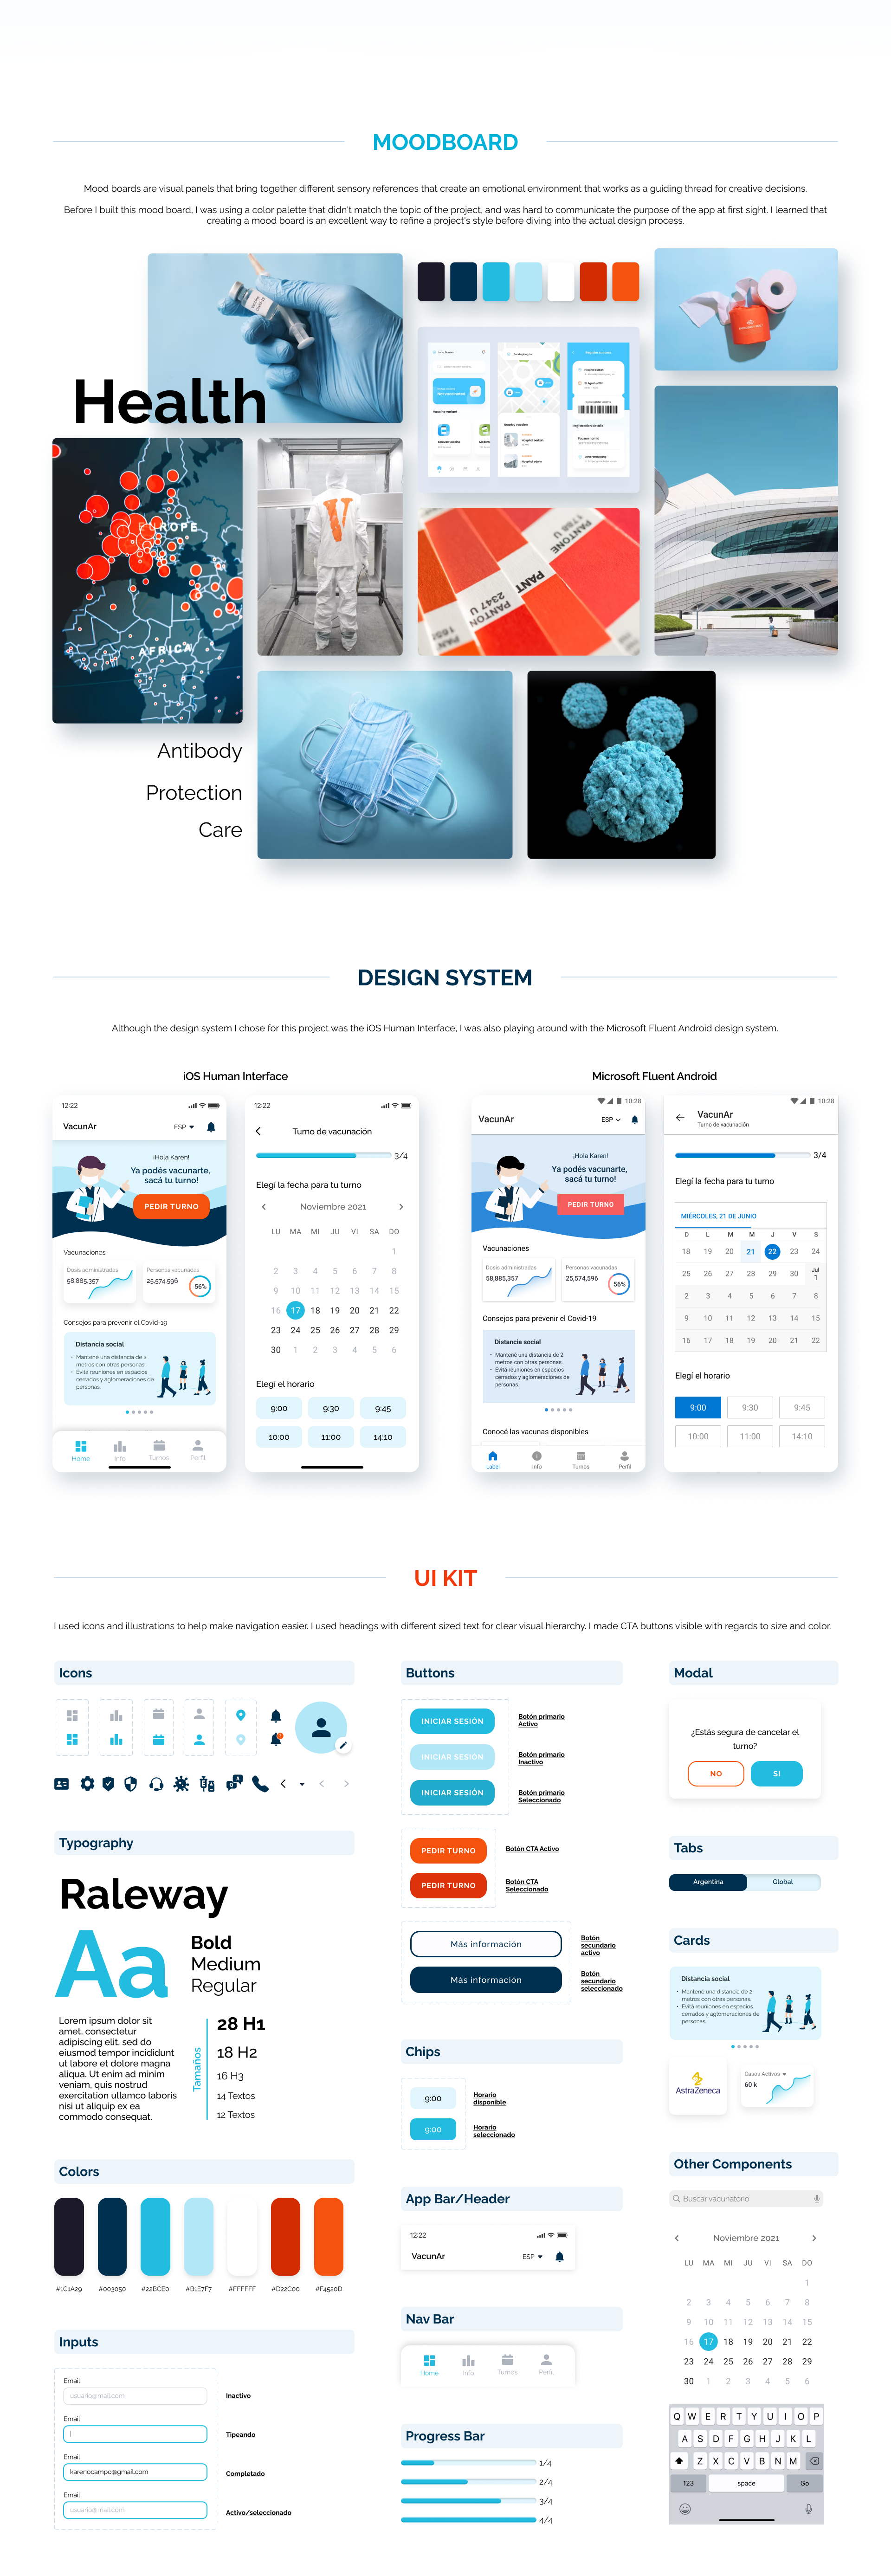 MOODBOARD
Mood boards are visual panels that bring together different sensory references that create an emotional environment that works as a guiding thread for creative decisions.
Before I built this mood board, I was using a color palette that didn't match the topic of the project, and was hard to communicate the purpose of the app at first sight. I learned that
creating a mood board is an excellent way to refine a project's style before diving into the actual design process.
Health
EUROPE
AFRICA
V
PANTONE
2347 U
Antibody
Protection
Care
DESIGN SYSTEM
Although the design system I chose for this project was the iOS Human Interface, I was also playing around with the Microsoft Fluent Android design system.
iOS Human Interface
12:22
VacunAr
ESP
¡Hola Karen!
Ya podés vacunarte,
sacá tu turno!
PEDIR TURNO
Vacunaciones
Dosis administradas
58,885,357
Personas vacunadas
25,574,596
56%
Consejos para prevenir el Covid-19
Distancia social
• Mantené una distancia de 2
metros con otras personas.
• Evitá reuniones en espacios
cerrados y aglomeraciones de
personas
Home
Info
Turnos
Perfil
12:22
Turno de vacunación
3/4
Elegí la fecha para tu turno
Noviembre 2021
LU MA MI JU VI SA DO
1
2 3 4 5 6 7 8
9 10 11 12 13 14 15
16 17 18 19 20 21 22
23 24 25 26 27 28 29
30 1 2 3 4 5 6
Elegí el horario
9:00 9:30 9:45
10:00 11:00 14:10
Microsoft Fluent Android
10:28
VacunAr
ESP
¡Hola Karen!
Ya podés vacunarte,
sacá tu turno!
PEDIR TURNO
Vacunaciones
Dosis administradas
58,885,357
Personas vacunadas
25,574,596
56%
Consejos para prevenir el Covid-19
Distancia social
• Mantené una distancia de 2
metros con otras personas.
• Evitá reuniones en espacios
cerrados y aglomeraciones de
personas.
Conocé las vacunas disponibles
Label
Info
Turnos
Perfil
10:28
VacunAr
Turno de vacunación
3/4
Elegí la fecha para tu turno
MIÉRCOLES, 21 DE JUNIO
D L M M J V S
18 19 20 21 22 23 24
25 26 27 28 29 30 Jul 1
2 3 4 5 6 7 8
9 10 11 12 13 14 15
16 17 18 19 20 21 22
Elegí el horario
9:00 9:30 9:45
10:00 11:00 14:10
UI KIT
I used icons and illustrations to help make navigation easier. I used headings with different sized text for clear visual hierarchy. I made CTA buttons visible with regards to size and color.
Icons
Typography
Raleway
Aa
Bold
Medium
Regular
Lorem ipsum dolor sit
amet, consectetur
adipiscing elit, sed do
eiusmod tempor incididunt
ut labore et dolore magna
aliqua. Ut enim ad minim
veniam, quis nostrud
exercitation ullamco laboris
nisi ut aliquip ex ea
commodo consequat.
Tamaños
28 H1
18 H2
16 H3
14 Textos
12 Textos
Colors
#1C1A29 #003050 #22BCE0 #B1E7F7 #FFFFFF #D22C00 #F4520D
Inputs
Email
usuario@mail.com
Inactivo
Email
Tipeando
Email
karenocampo@gmail.com
Completado
Email
usuario@mail.com
Activo/seleccionado
Buttons
INICIAR SESIÓN
Botón primario
Activo
INICIAR SESIÓN
Botón primario
Inactivo
INICIAR SESIÓN
Botón primario
Seleccionado
PEDIR TURNO
Botón CTA Activo
PEDIR TURNO
Botón CTA
Seleccionado
Más información
Botón
secundario
activo
Más información
Botón
secundario
seleccionado
Chips
9:00
Horario
disponible
9:00
Horario
seleccionado
App Bar/Header
12:22
VacunAr
ESP
Nav Bar
Home
Info
Turnos
Perfil
Progress Bar
1/4
2/4
3/4
4/4
Modal
¿Estás segura de cancelar el
turno?
NO
SI
Tabs
Argentina
Global
Cards
Distancia social
• Mantené una distancia de 2
metros con otras personas.
• Evitá reuniones en espacios
cerrados y aglomeraciones de
personas.
AstraZeneca
Casos Activos
60 k
Other Components
Buscar vacunatorio
Noviembre 2021
LU MA MI JU VI SA DO
1
2 3 4 5 6 7 8
9 10 11 12 13 14 15
16 17 18 19 20 21 22
23 24 25 26 27 28 29
30 1 2 3 4 5 6
Q W E R T Y U I O P
A S D F G H J K L
Z X C V B N M
123
space
Go